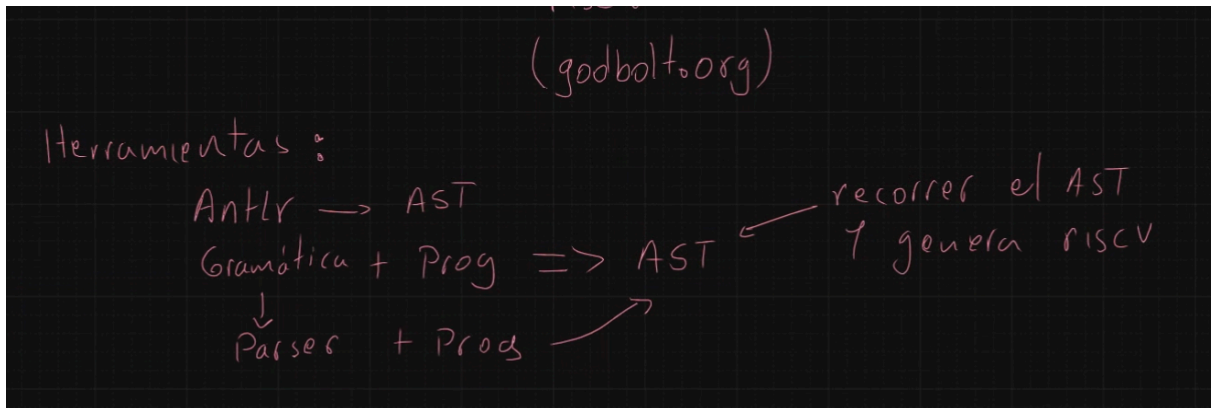 (godbolt.org)
Herramientas:
Antlr → AST
recorrer el AST
Gramática + Prog => AST
y genera riscv
↓
Parser + Prog